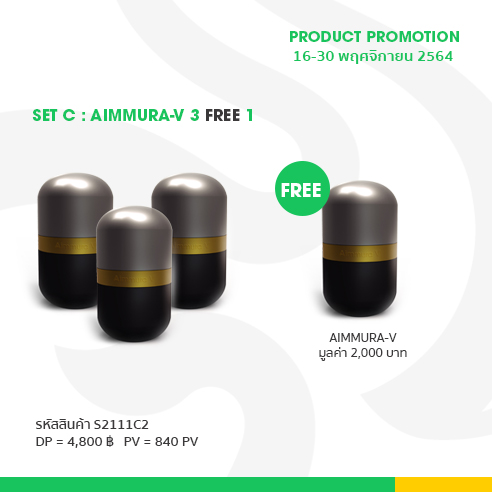 PRODUCT PROMOTION
16-30 พฤศจิกายน 2564
SET C : AIMMURA-V 3 FREE 1
FREE
AIMMURA-V
มูลค่า 2,000 บาท
รหัสสินค้า S2111C2
DP = 4,800 ฿ PV = 840 PV